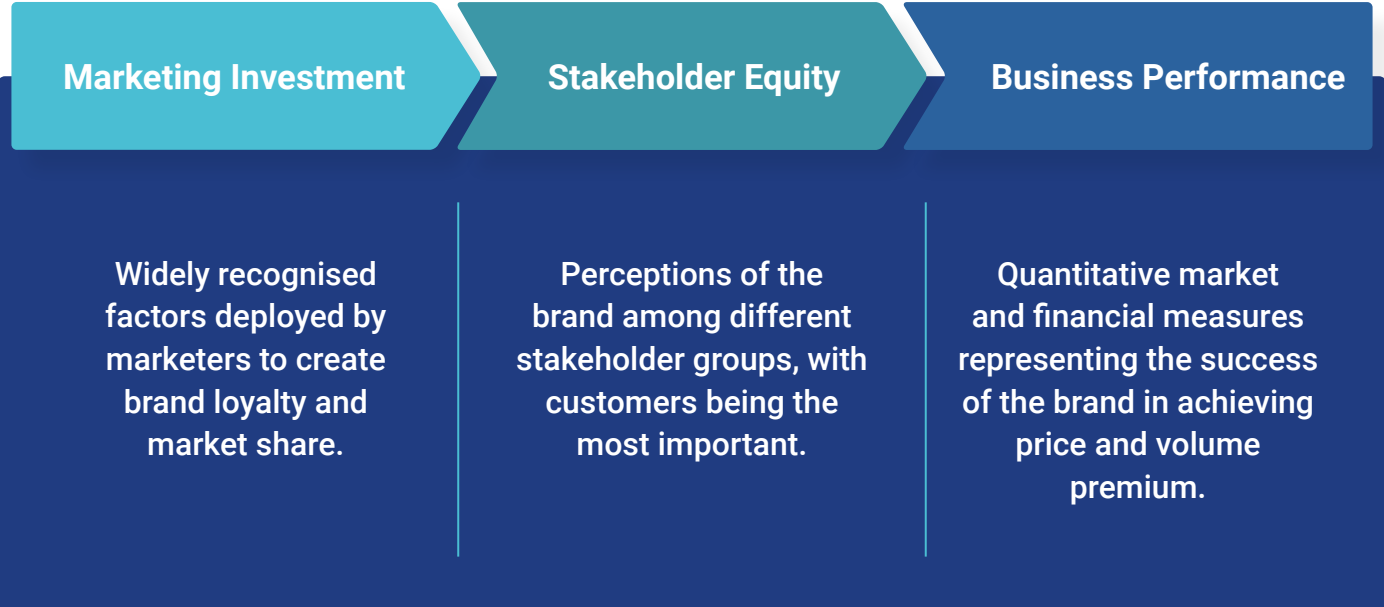 Marketing Investment
Stakeholder Equity
Business Performance
Widely recognised
factors deployed by
marketers to create
brand loyalty and
market share.
Perceptions of the
brand among different
stakeholder groups, with
customers being the
most important.
Quantitative market
and financial measures
representing the success
of the brand in achieving
price and volume
premium.